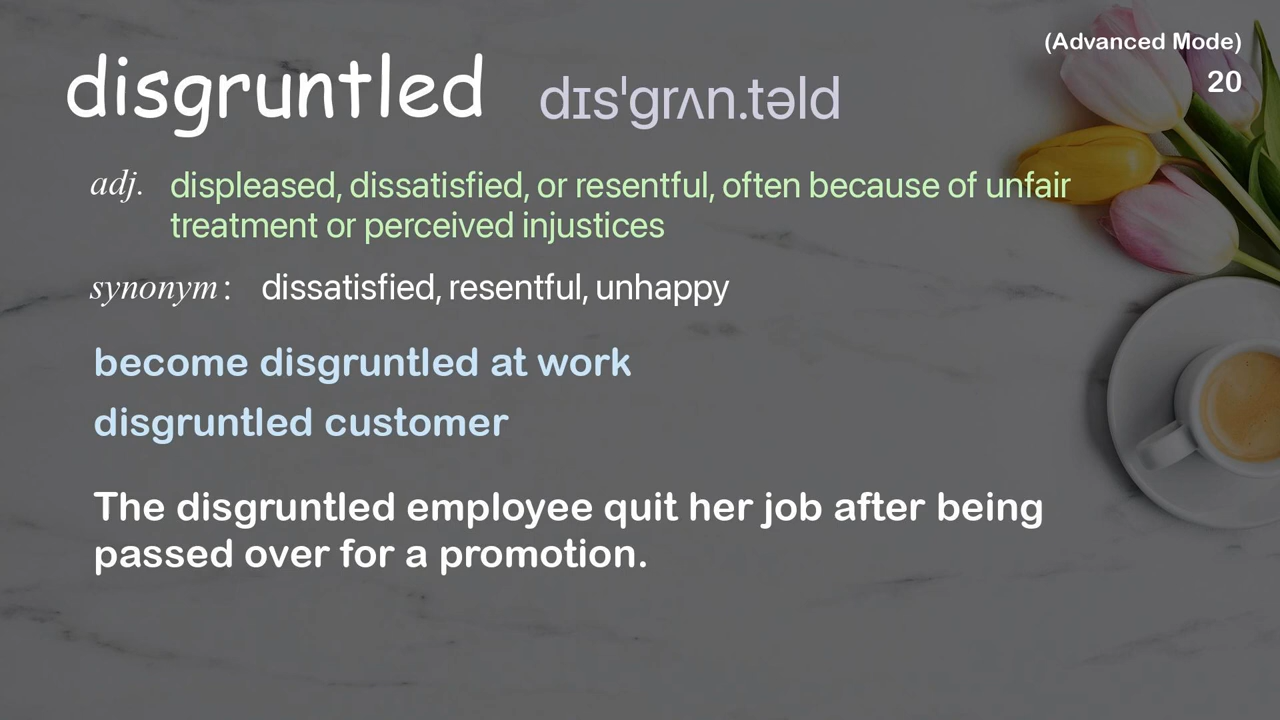 (Advanced Mode)
20
disgruntled dɪsˈgrʌn.təld
adj. displeased, dissatisfied, or resentful, often because of unfair
treatment or perceived injustices
synonym: dissatisfied, resentful, unhappy
become disgruntled at work
disgruntled customer
The disgruntled employee quit her job after being
passed over for a promotion.